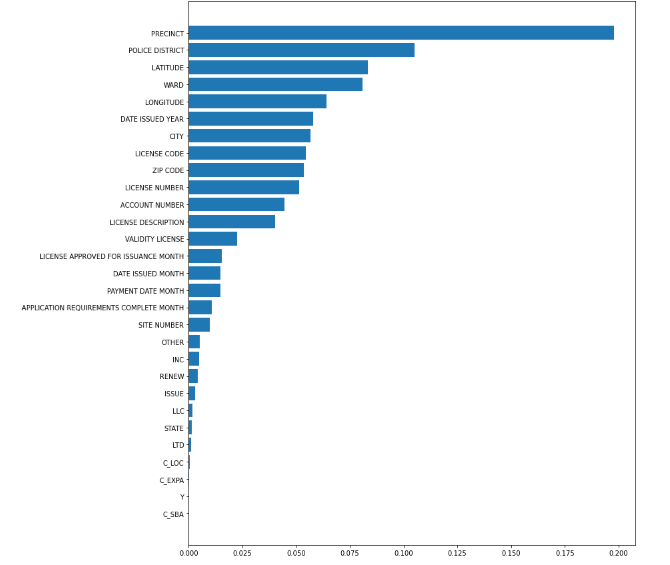 PRECINCT
POLICE DISTRICT
LATITUDE
WARD
LONGITUDE
DATE ISSUED YEAR
CITY
LICENSE CODE
ZIP CODE
LICENSE NUMBER
ACCOUNT NUMBER
LICENSE DESCRIPTION
VALIDITY LICENSE
LICENSE APPROVED FOR ISSUANCE MONTH
DATE ISSUED MONTH
PAYMENT DATE MONTH
APPLICATION REQUIREMENTS COMPLETE MONTH
SITE NUMBER
OTHER
INC
RENEW
ISSUE
LLC
STATE
LTD
C_LOC
C_EXPA
Y
C_SBA
0.000 0.025 0.050 0.075 0.100 0.125 0.150 0.175 0.200